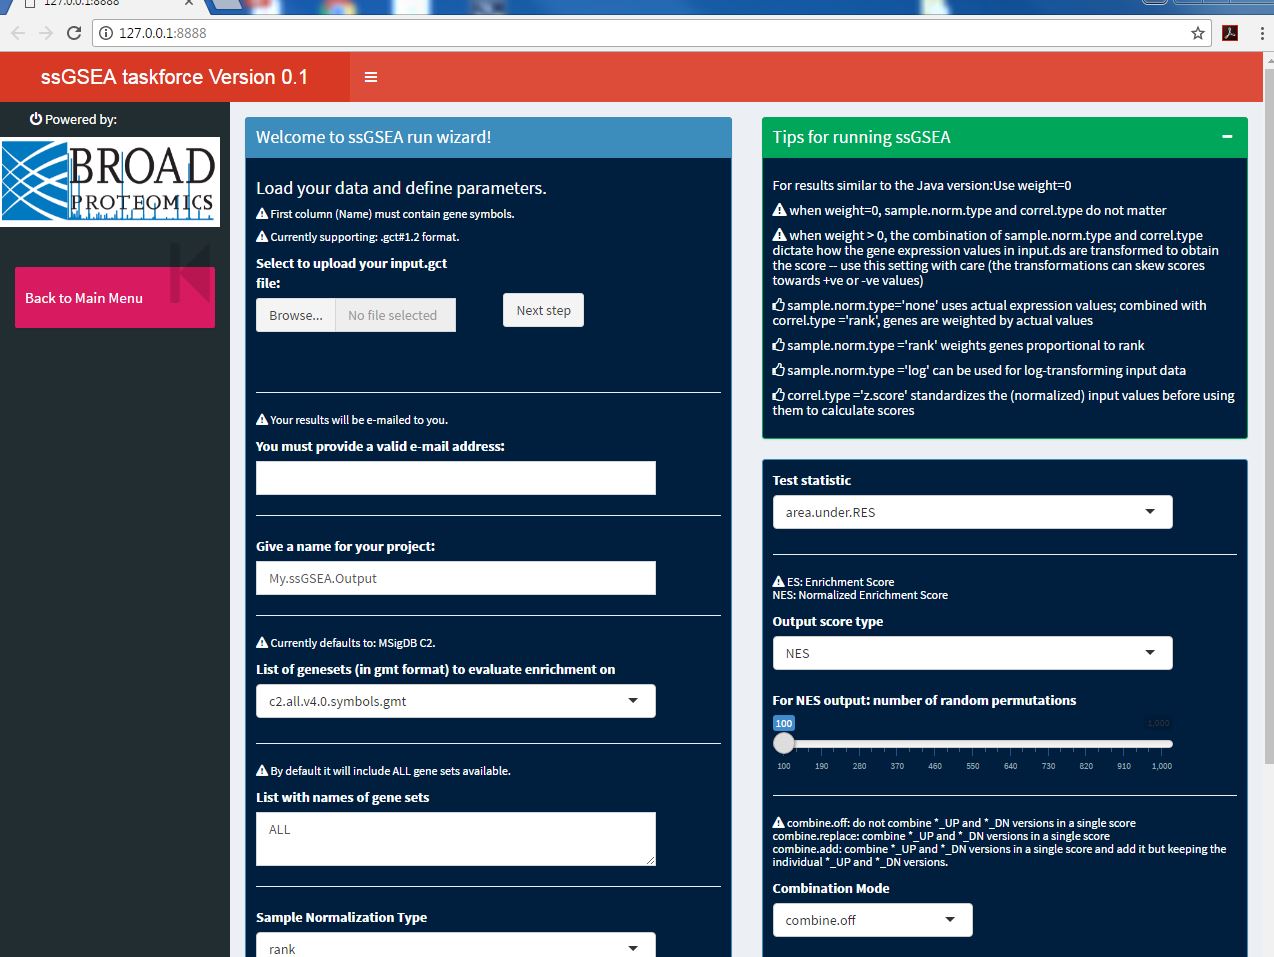 127.0.0.1:8888
127.0.0.1:8888
ssGSEA taskforce Version 0.1
Powered by:
BROAD
PROTEOMICS
Back to Main Menu
Welcome to ssGSEA run wizard!
Load your data and define parameters.
First column (Name) must contain gene symbols.
Currently supporting: .gct#1.2 format.
Select to upload your input.gct
file:
Browse...
No file selected
Next step
Your results will be e-mailed to you.
You must provide a valid e-mail address:
Give a name for your project:
My.ssGSEA.Output
Currently defaults to: MSigDB C2.
List of genesets (in gmt format) to evaluate enrichment on
c2.all.v4.0.symbols.gmt
By default it will include ALL gene sets available.
List with names of gene sets
ALL
Sample Normalization Type
rank
Tips for running ssGSEA
For results similar to the Java version:Use weight=0
when weight=0, sample.norm.type and correl.type do not matter
when weight > 0, the combination of sample.norm.type and correl.type
dictate how the gene expression values in input.ds are transformed to obtain
the score -- use this setting with care (the transformations can skew scores
towards +ve or -ve values)
sample.norm.type='none' uses actual expression values; combined with
correl.type ='rank', genes are weighted by actual values
sample.norm.type ='rank' weights genes proportional to rank
sample.norm.type ='log' can be used for log-transforming input data
correl.type ='z.score' standardizes the (normalized) input values before using
them to calculate scores
Test statistic
area.under.RES
ES: Enrichment Score
NES: Normalized Enrichment Score
Output score type
NES
For NES output: number of random permutations
100 1,000
100 190 280 370 460 550 640 730 820 910 1,000
combine.off: do not combine *_UP and *_DN versions in a single score
combine.replace: combine *_UP and *_DN versions in a single score
combine.add: combine *_UP and *_DN versions in a single score and add it but keeping the
individual *_UP and *_DN versions.
Combination Mode
combine.off